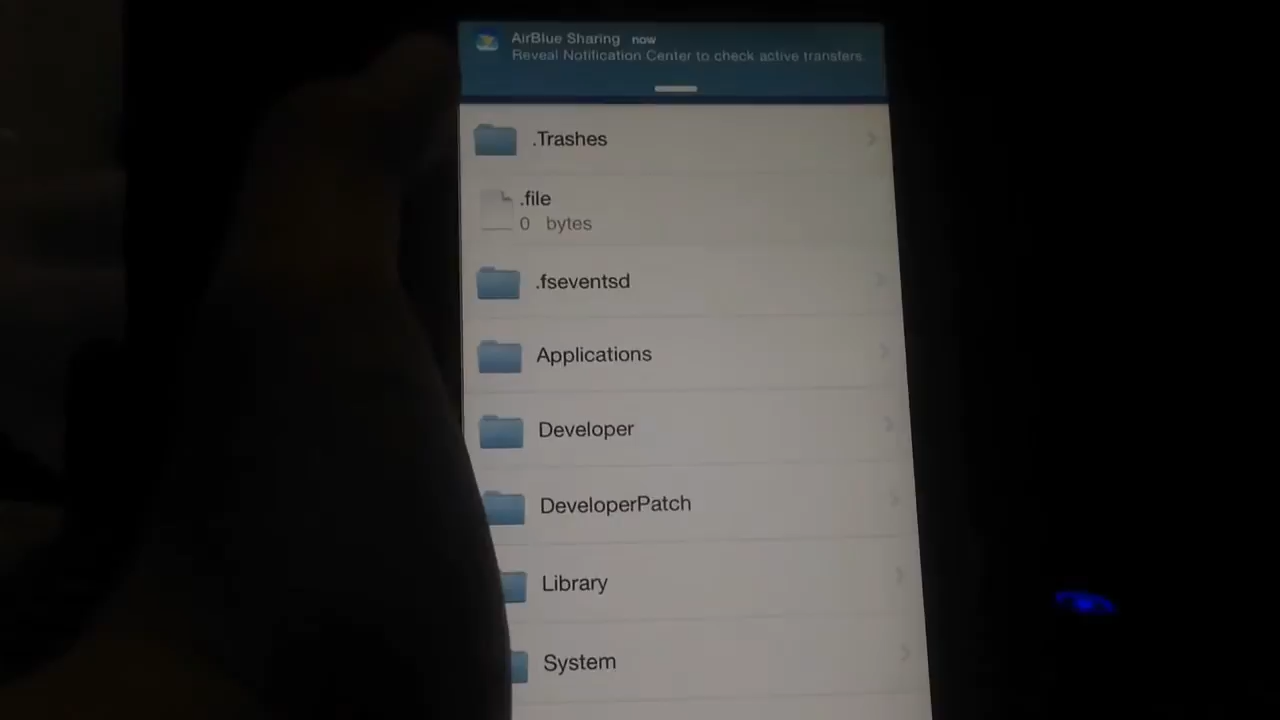 AirBlue Sharing now
Reveal Notification Center to check active transfers.
.Trashes
.file
0 bytes
.fseventsd
Applications
Developer
DeveloperPatch
Library
System